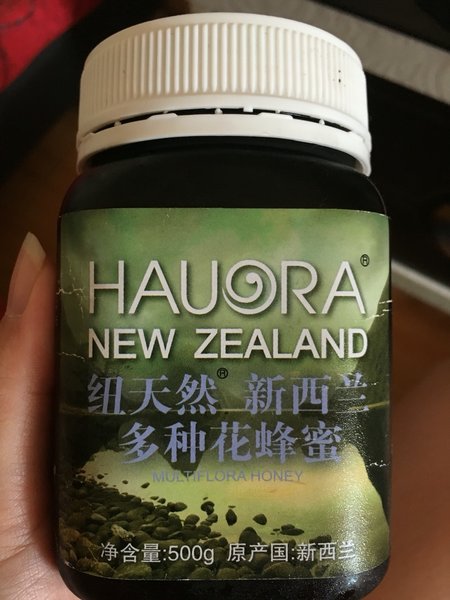 HAUORA®
NEW ZEALAND
纽天然® 新西兰
多种花蜂蜜
MULTIFLORA HONEY
净含量:500g 原产国:新西兰